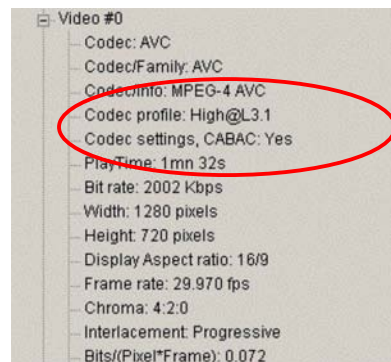 Video #0
Codec: AVC
Codec/Family: AVC
Codec/Info: MPEG-4 AVC
Codec profile: High@L3.1
Codec settings, CABAC: Yes
PlayTime: 1mn 32s
Bit rate: 2002 Kbps
Width: 1280 pixels
Height: 720 pixels
Display Aspect ratio: 16/9
Frame rate: 29.970 fps
Chroma: 4:2:0
Interlacement: Progressive
Bits/(Pixel*Frame): 0.072